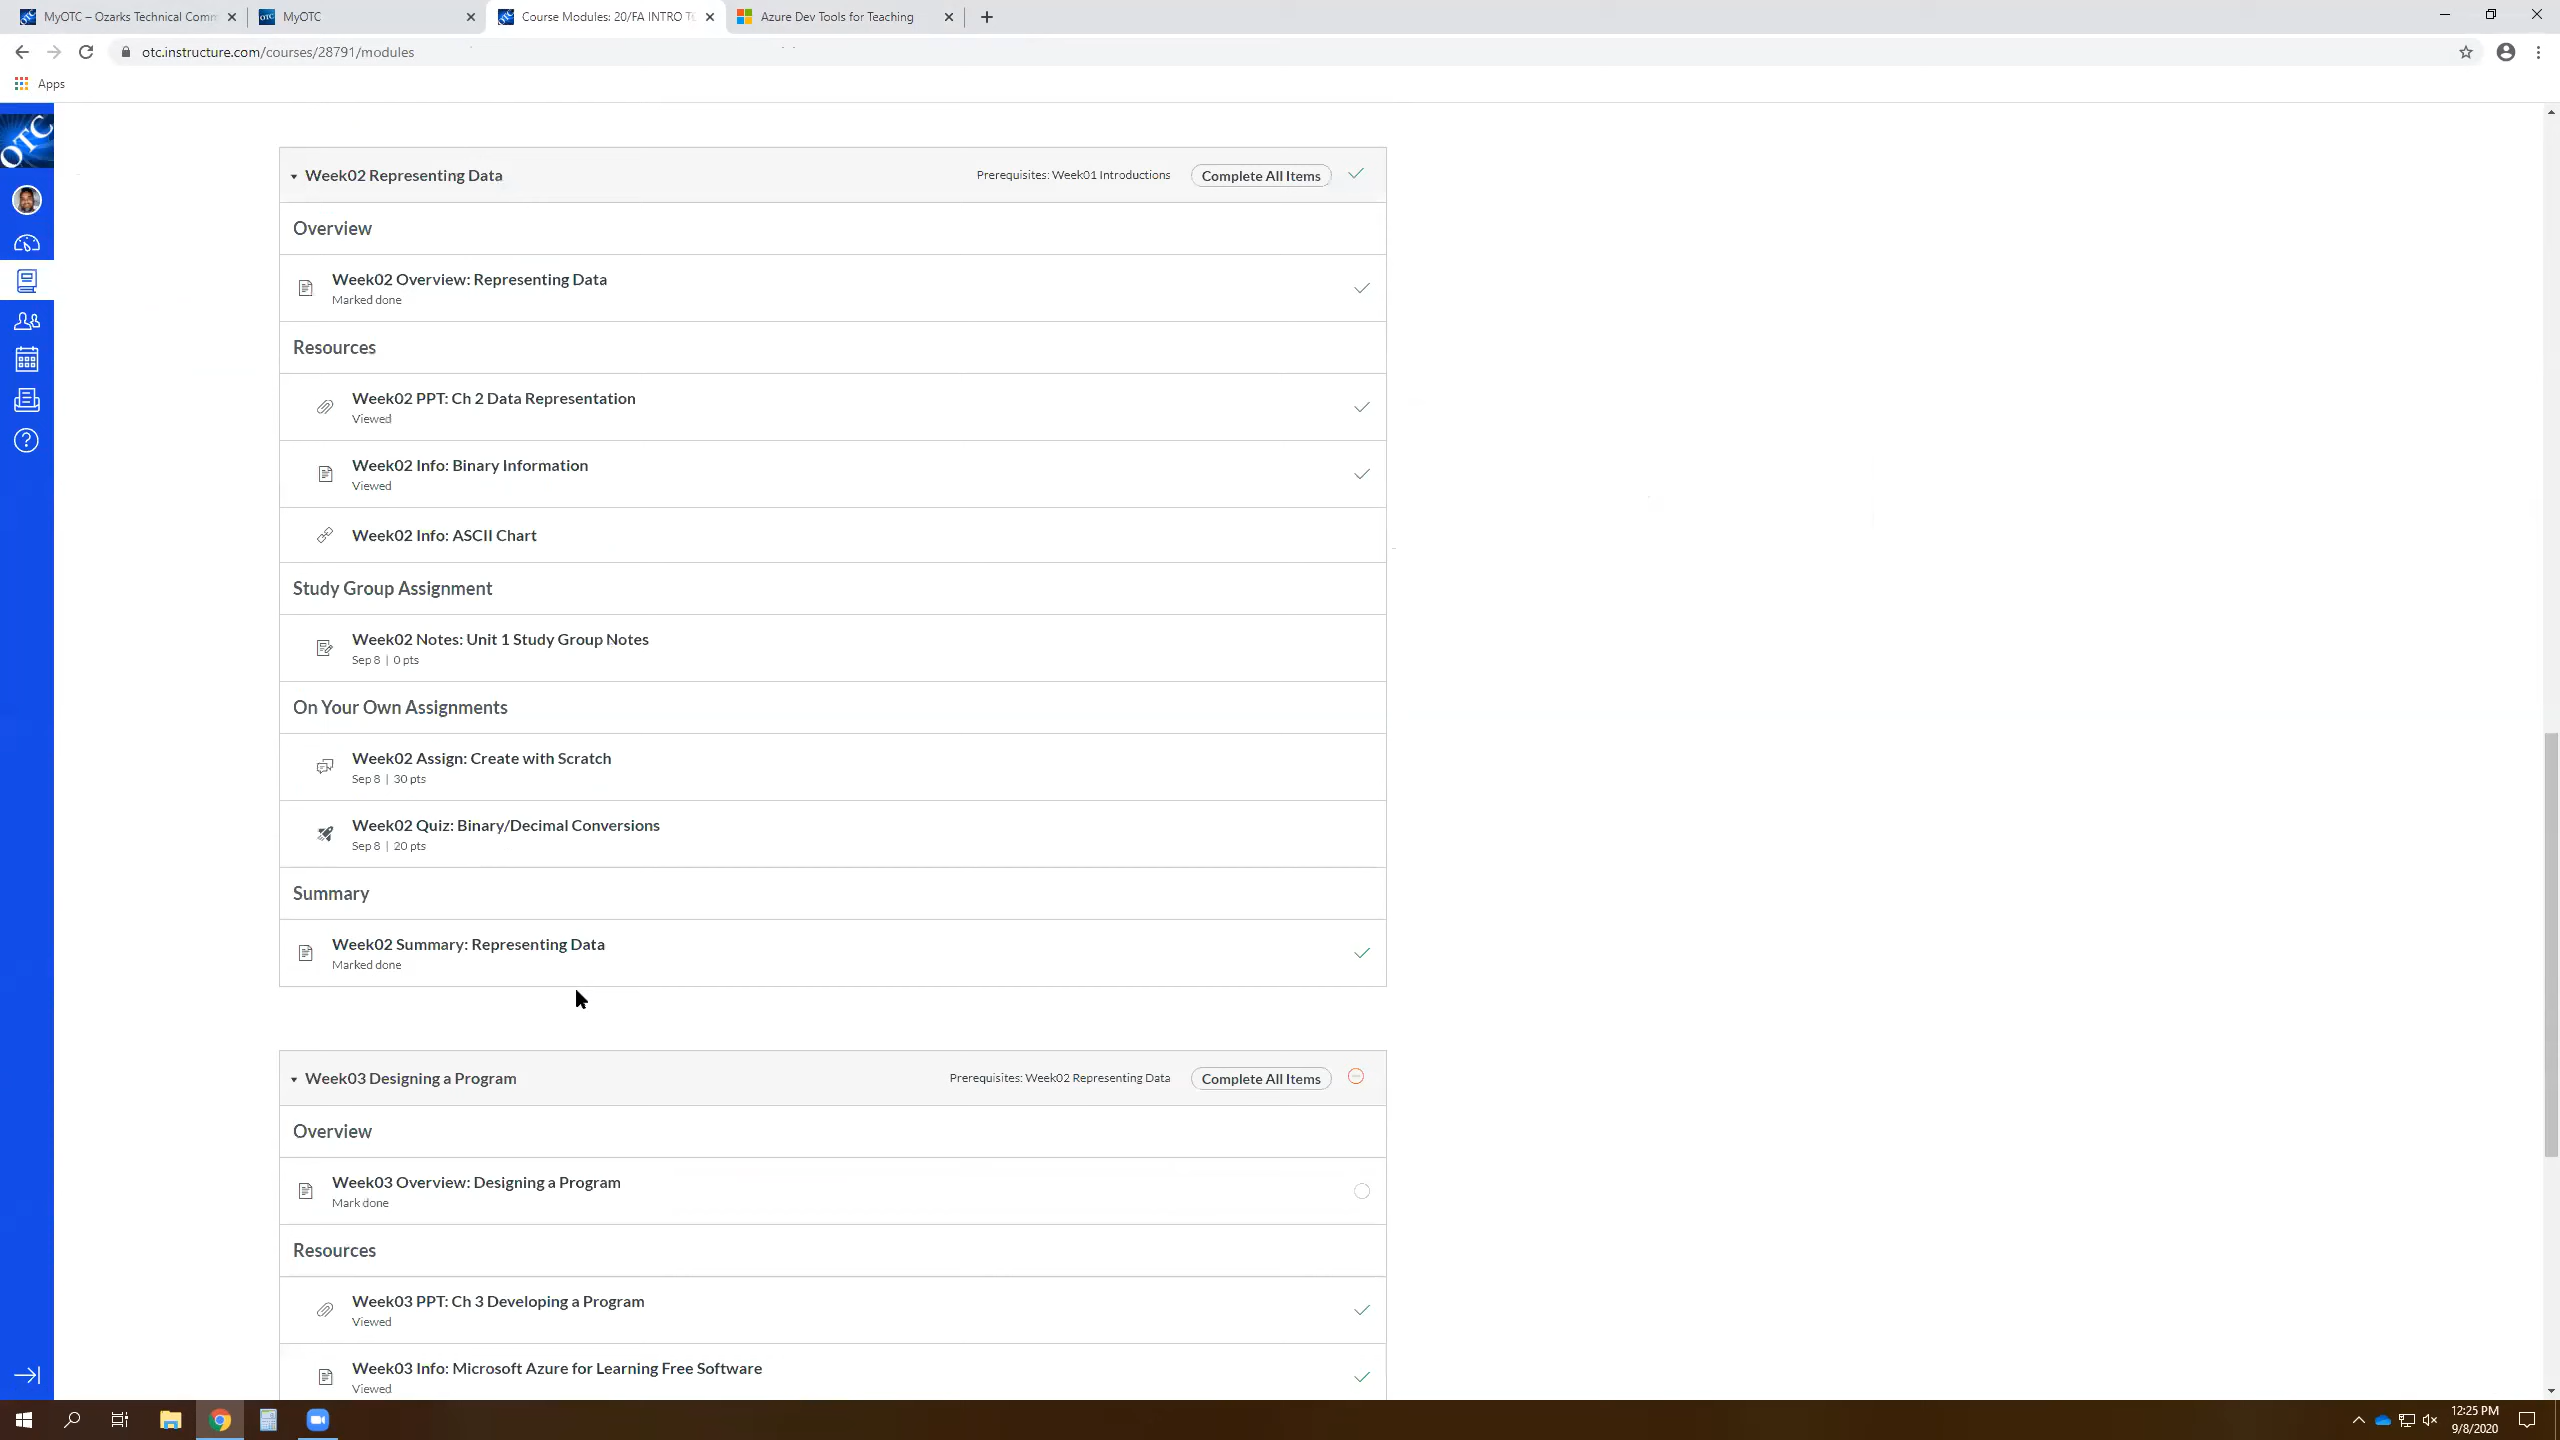 MyOTC – Ozarks Technical Comm
MyOTC
Course Modules: 20/FA INTRO T
Azure Dev Tools for Teaching
otc.instructure.com/courses/28791/modules
Apps
OTC
Week02 Representing Data
Prerequisites: Week01 Introductions
Complete All Items
Overview
Week02 Overview: Representing Data
Marked done
Resources
Week02 PPT: Ch 2 Data Representation
Viewed
Week02 Info: Binary Information
Viewed
Week02 Info: ASCII Chart
Study Group Assignment
Week02 Notes: Unit 1 Study Group Notes
Sep 8 | 0 pts
On Your Own Assignments
Week02 Assign: Create with Scratch
Sep 8 | 30 pts
Week02 Quiz: Binary/Decimal Conversions
Sep 8 | 20 pts
Summary
Week02 Summary: Representing Data
Marked done
Week03 Designing a Program
Prerequisites: Week02 Representing Data
Complete All Items
Overview
Week03 Overview: Designing a Program
Mark done
Resources
Week03 PPT: Ch 3 Developing a Program
Viewed
Week03 Info: Microsoft Azure for Learning Free Software
Viewed
12:25 PM
9/8/2020